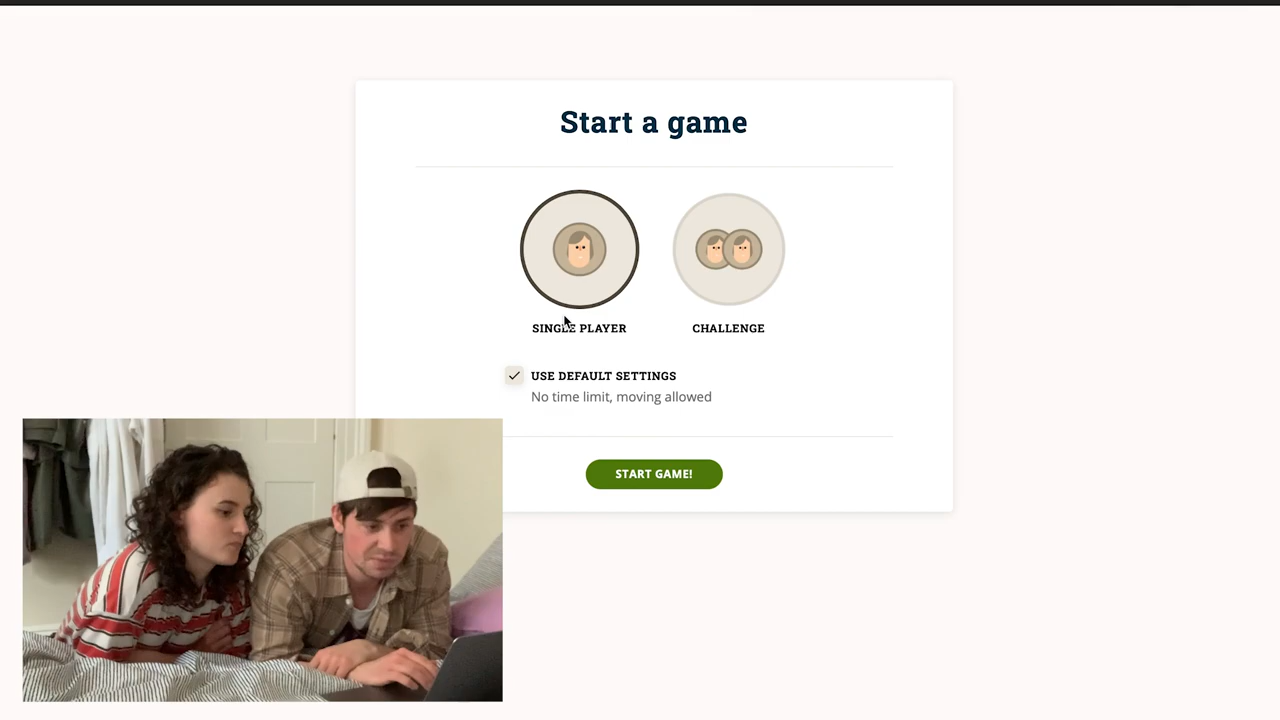 Start a game
SINGLE PLAYER
CHALLENGE
USE DEFAULT SETTINGS
No time limit, moving allowed
START GAME!